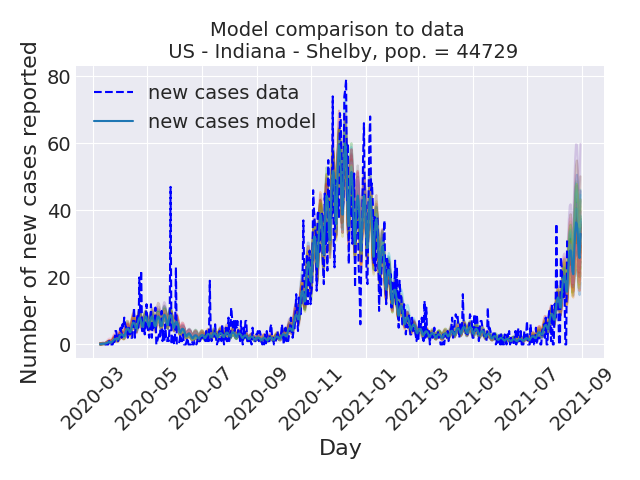 Model comparison to data
US - Indiana - Shelby, pop. = 44729
Number of new cases reported
80
60
40
20
0
new cases data
new cases model
2020-03
2020-05
2020-07
2020-09
2020-11
2021-01
2021-03
2021-05
2021-07
2021-09
Day